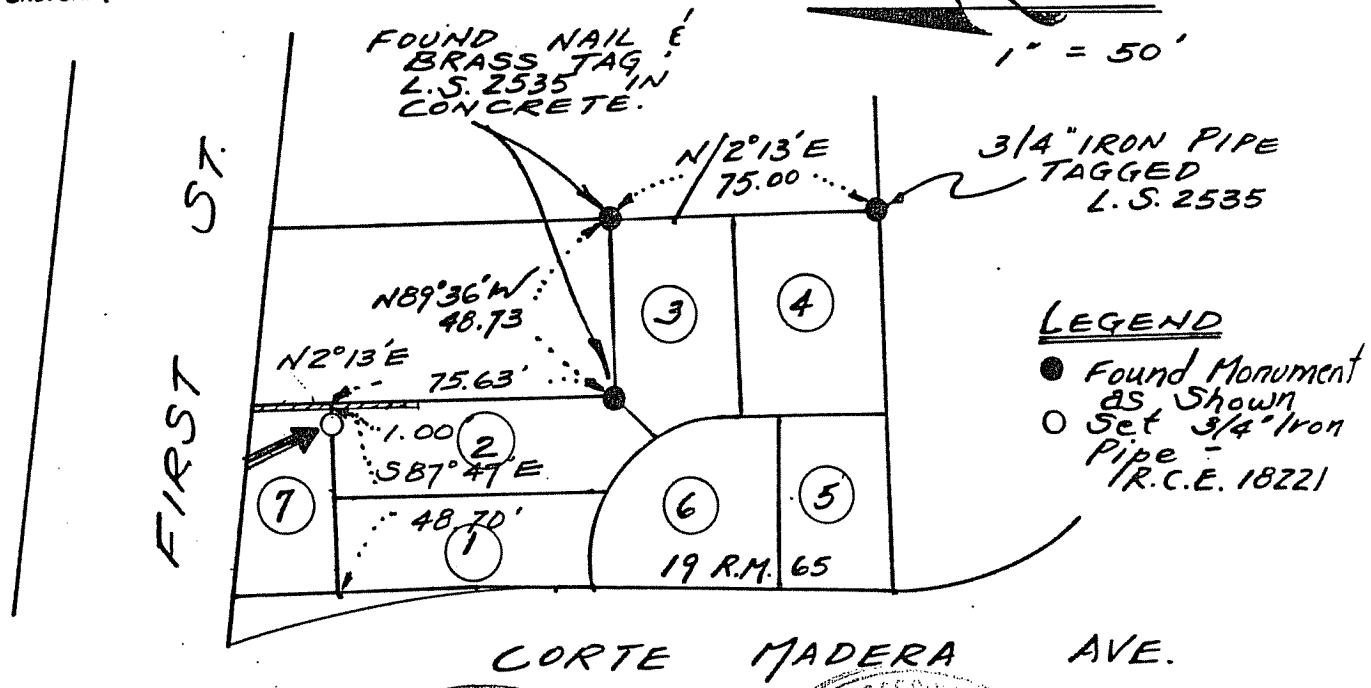 1" = 50'
FOUND NAIL &
BRASS TAG
L.S. 2535 IN
CONCRETE.
N 2°13'E
75.00
3/4" IRON PIPE
TAGGED
L.S. 2535
ST.
FIRST
N89°36'W
48.73
3
4
N2°13'E
75.63'
1.00
2
S87°47'E
7
48.70'
1
6
5
19 R.M. 65
LEGEND
Found Monument
as Shown
Set 3/4" Iron
Pipe -
R.C.E. 18221
CORTE MADERA AVE.